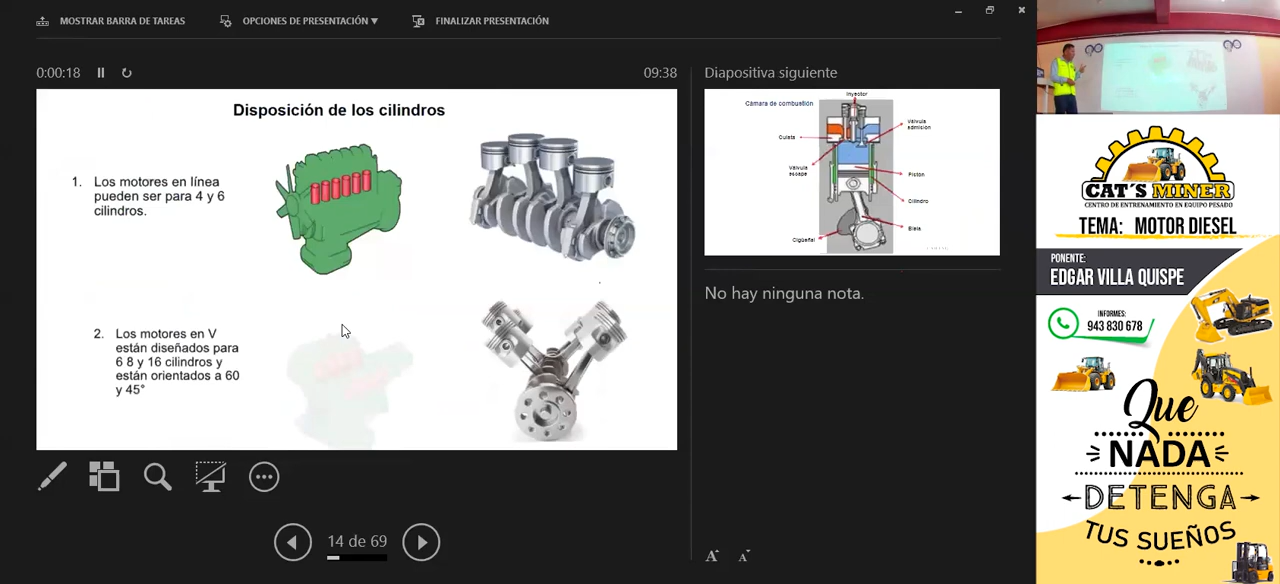 MOSTRAR BARRA DE TAREAS
OPCIONES DE PRESENTACIÓN ▼
FINALIZAR PRESENTACIÓN
0:00:18
09:38
Disposición de los cilindros
1. Los motores en línea
pueden ser para 4 y 6
cilindros.
2. Los motores en V
están diseñados para
6 8 y 16 cilindros y
están orientados a 60
y 45°
14 de 69
Diapositiva siguiente
Inyector
Cámara de combustión
Válvula
admisión
Culata
Válvula
escape
Piston
Cilindro
Biela
Cigüeñal
No hay ninguna nota.
CAT´S MINER
CENTRO DE ENTRENAMIENTO EN EQUIPO PESADO
TEMA: MOTOR DIESEL
PONENTE:
EDGAR VILLA QUISPE
INFORMES:
943 830 678
Que
NADA
DETENGA
TUS SUEÑOS